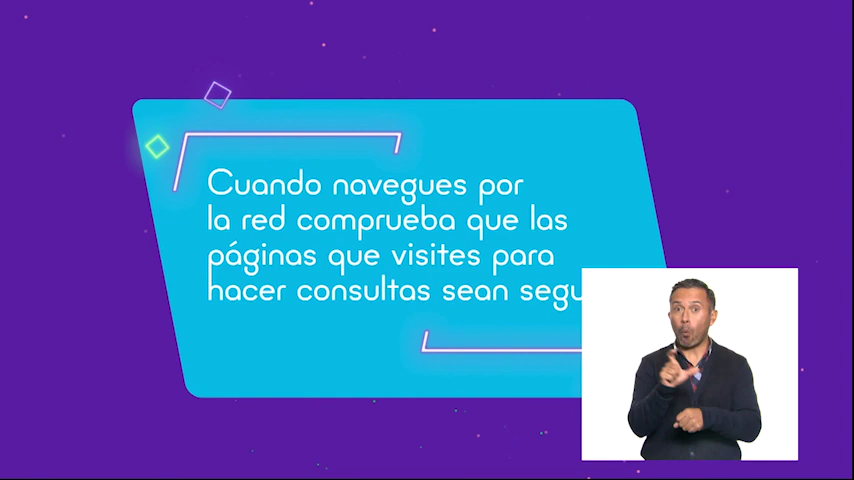 Cuando navegues por
la red comprueba que las
páginas que visites para
hacer consultas sean segu